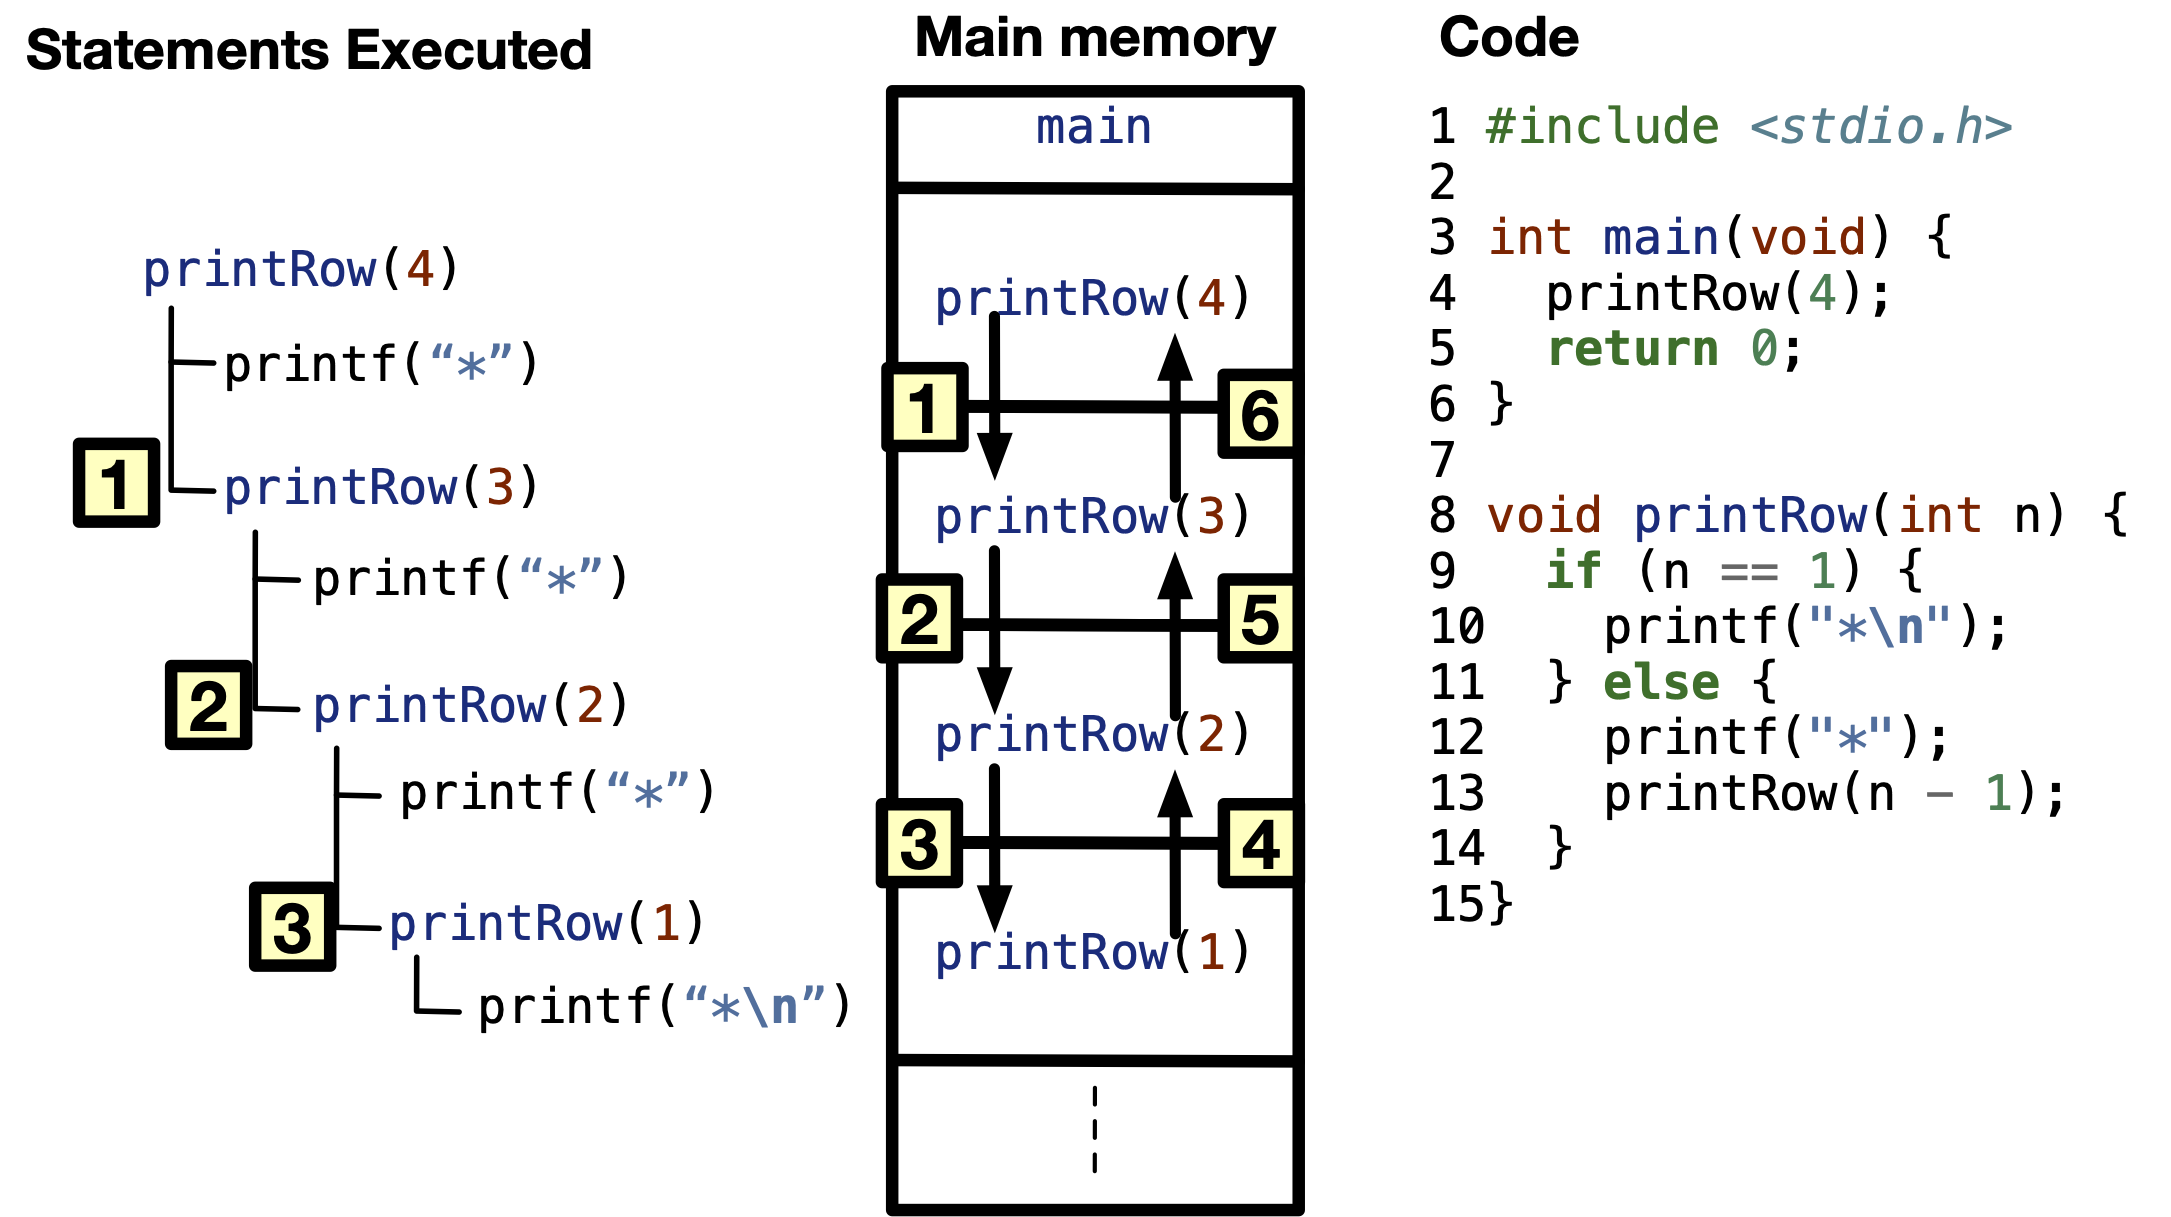 Statements Executed
printRow(4)
printf(“*”)
1
printRow(3)
printf(“*”)
2
printRow(2)
printf(“*”)
3
printRow(1)
printf(“*\n”)
Main memory
main
printRow(4)
1 6
printRow(3)
2 5
printRow(2)
3 4
printRow(1)
Code
1 #include <stdio.h>
2
3 int main(void) {
4   printRow(4);
5   return 0;
6 }
7
8 void printRow(int n) {
9   if (n == 1) {
10    printf("*\n");
11  } else {
12    printf("*");
13    printRow(n − 1);
14  }
15}